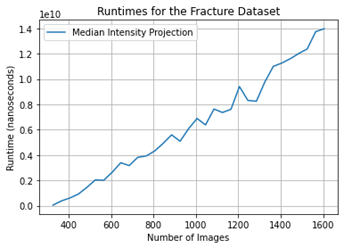 Runtimes for the Fracture Dataset
1e10
Median Intensity Projection
1.4
1.2
1.0
0.8
0.6
0.4
0.2
0.0
Runtime (nanoseconds)
400 600 800 1000 1200 1400 1600
Number of Images